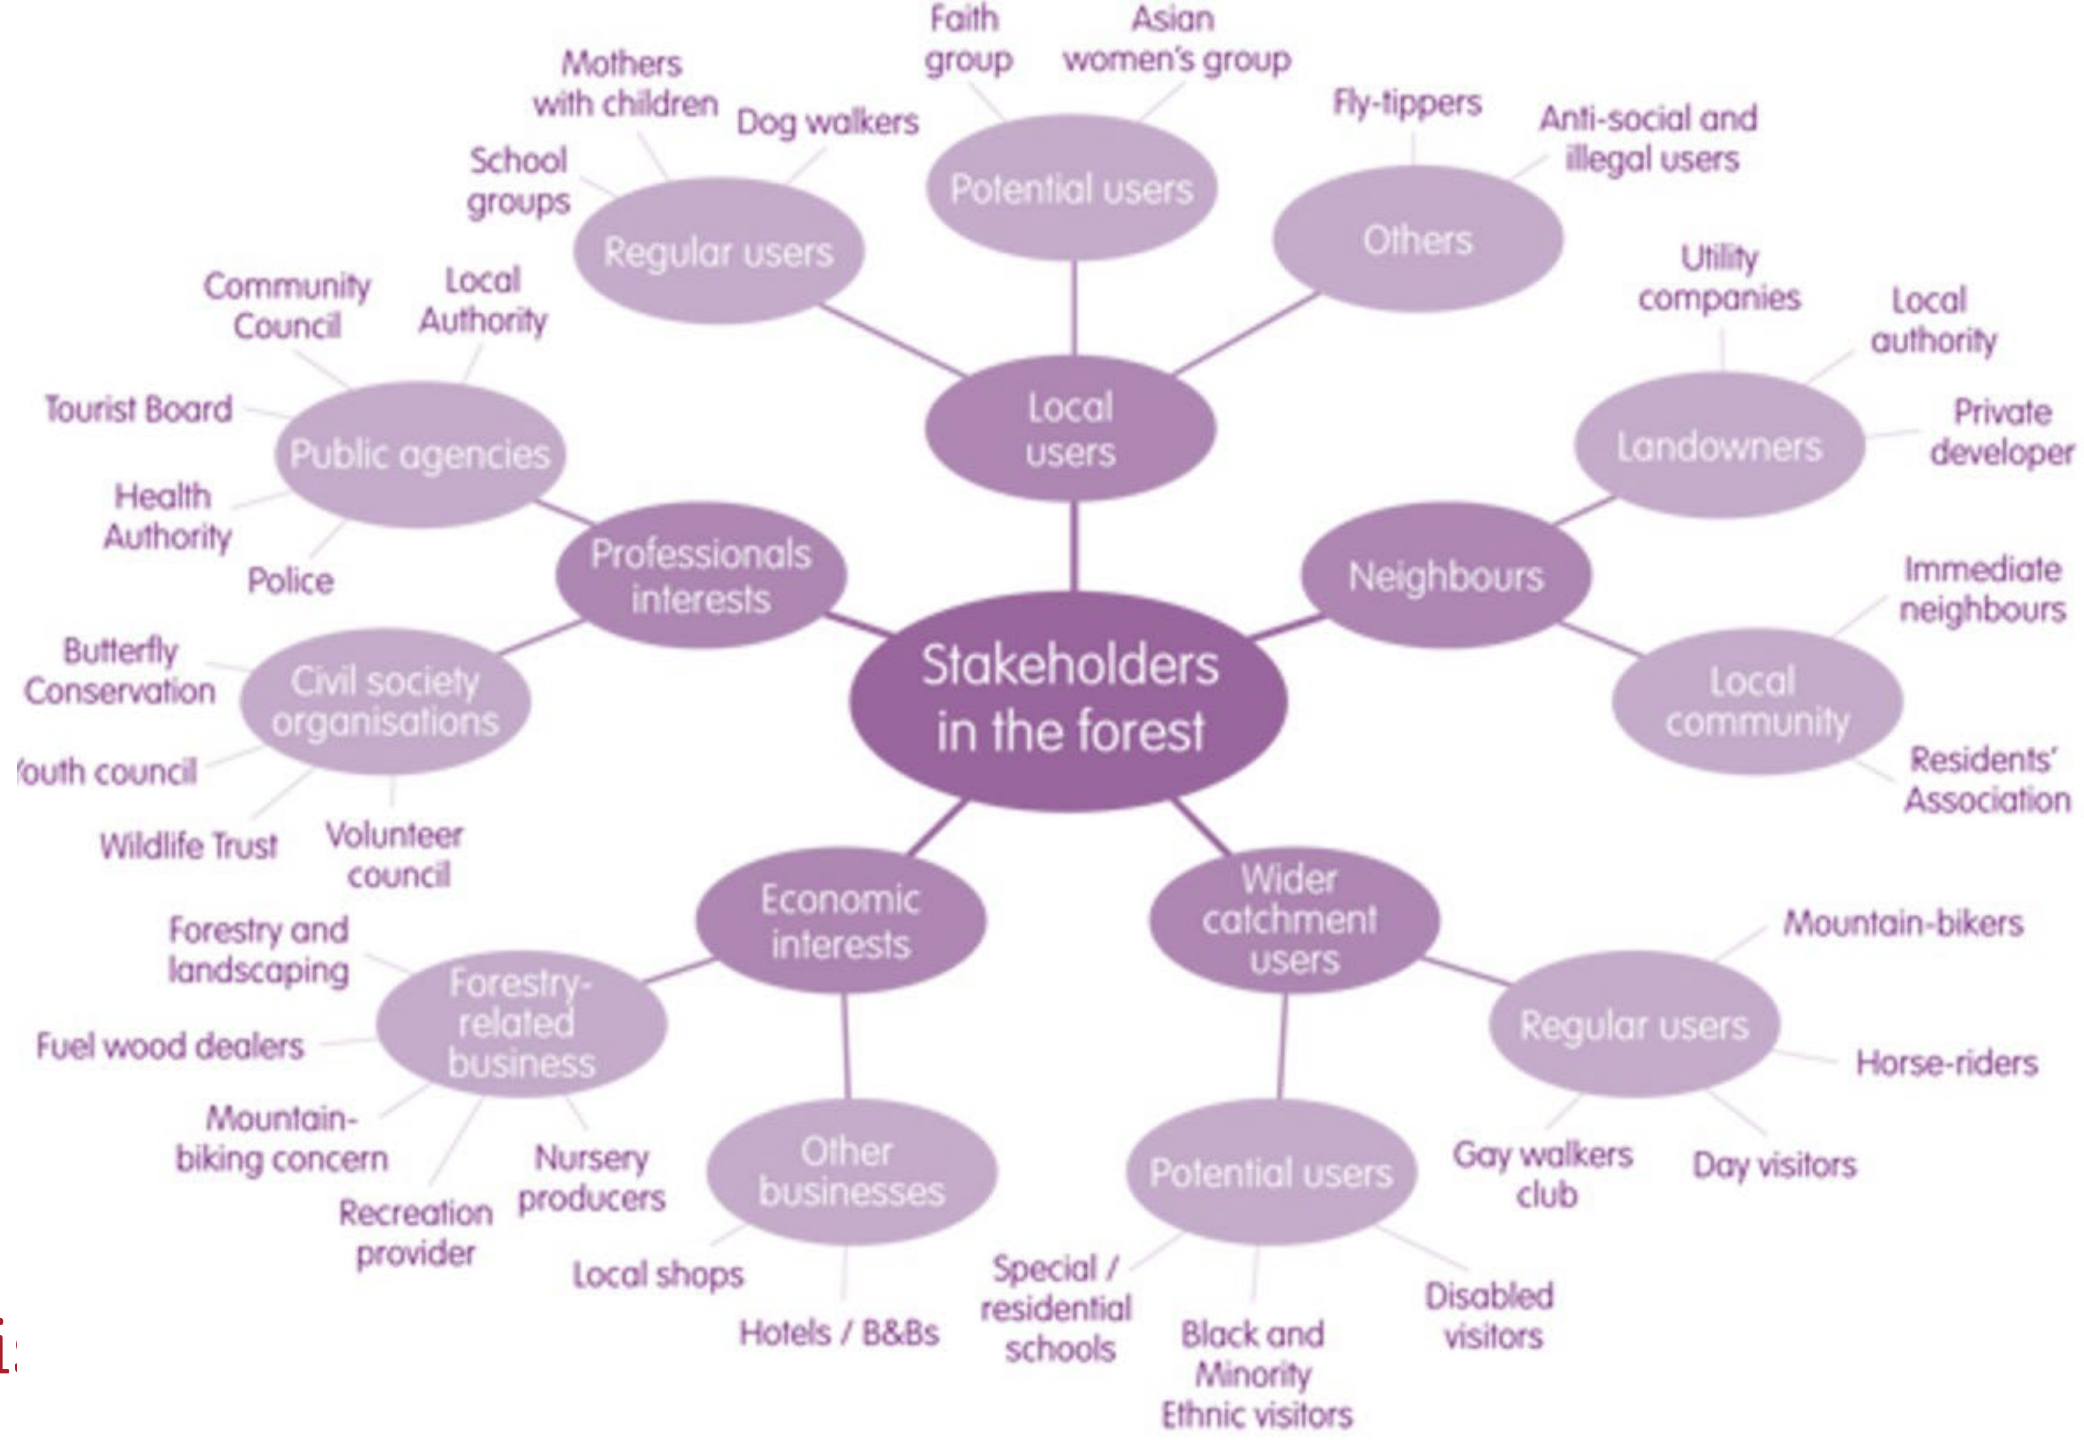 Faith
group
Asian
women's group
Mothers
with children
Dog walkers
School
groups
Regular users
Potential users
Fly-tippers
Anti-social and
illegal users
Others
Community
Council
Local
Authority
Tourist Board
Public agencies
Health
Authority
Police
Local
users
Utility
companies
Local
authority
Private
developer
Landowners
Professionals
interests
Neighbours
Immediate
neighbours
Local
community
Residents'
Association
Butterfly
Conservation
Civil society
organisations
outh council
Wildlife Trust
Volunteer
council
Stakeholders
in the forest
Economic
interests
Wider
catchment
users
Forestry and
landscaping
Forestry-
related
business
Fuel wood dealers
Mountain-
biking concern
Recreation
provider
Nursery
producers
Other
businesses
Local shops
Hotels / B&Bs
Mountain-bikers
Regular users
Horse-riders
Gay walkers
club
Day visitors
Potential users
Special /
residential
schools
Black and
Minority
Ethnic visitors
Disabled
visitors